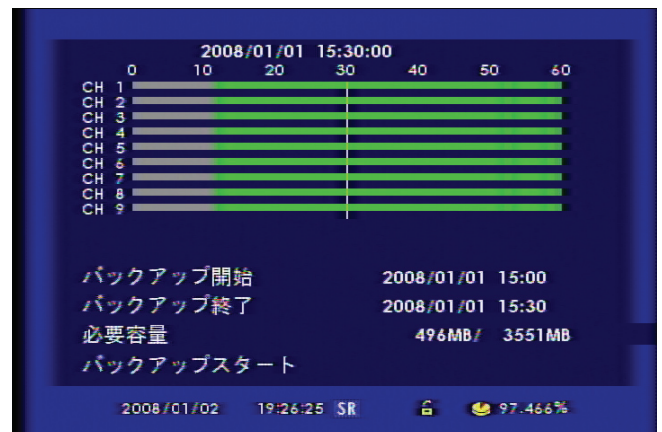 2008/01/01 15:30:00
0 10 20 30 40 50 60
CH 1
CH 2
CH 3
CH 4
CH 5
CH 6
CH 7
CH 8
CH 9
バックアップ開始 2008/01/01 15:00
バックアップ終了 2008/01/01 15:30
必要容量 496MB/ 3551MB
バックアップスタート
2008/01/02 19:26:25 SR 97.466%